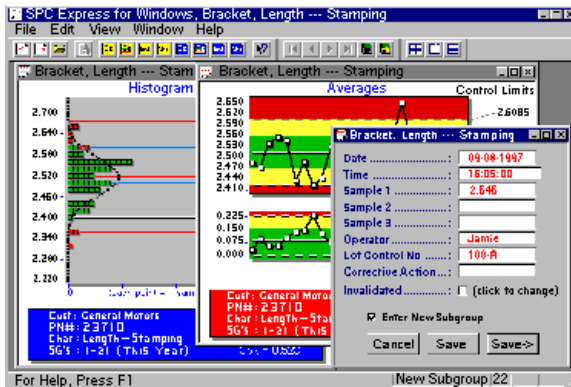 SPC Express for Windows, Bracket, Length --- Stamping
File Edit View Window Help
Bracket, Length --- Stam
Histogram
2.700
2.640
2.580
2.520
2.460
2.400
2.340
2.280
2.220
0
Cust: General Motors
PN#: 23710
Char: Length-Stamping
SG's: 1-21 (This Year)
Bracket, Length --- Stamping
Averages
Control Limits
2.6085
2.650
2.620
2.590
2.560
2.530
2.500
2.470
2.440
2.410
0.225
0.150
0.075
0.000
Cust: General Motor
PN#: 23710
Char: Length-Stamping
SG's: 1-21 (This
Bracket, Length --- Stamping
Date : 09-08-1997
Time : 16:05:00
Sample 1 : 2.646
Sample 2 :
Sample 3 :
Operator : Jamie
Lot Control No : 100-A
Corrective Action...:
Invalidated : (click to change)
Enter New Subgroup
Cancel Save Save->
For Help, Press F1
New Subgroup 22